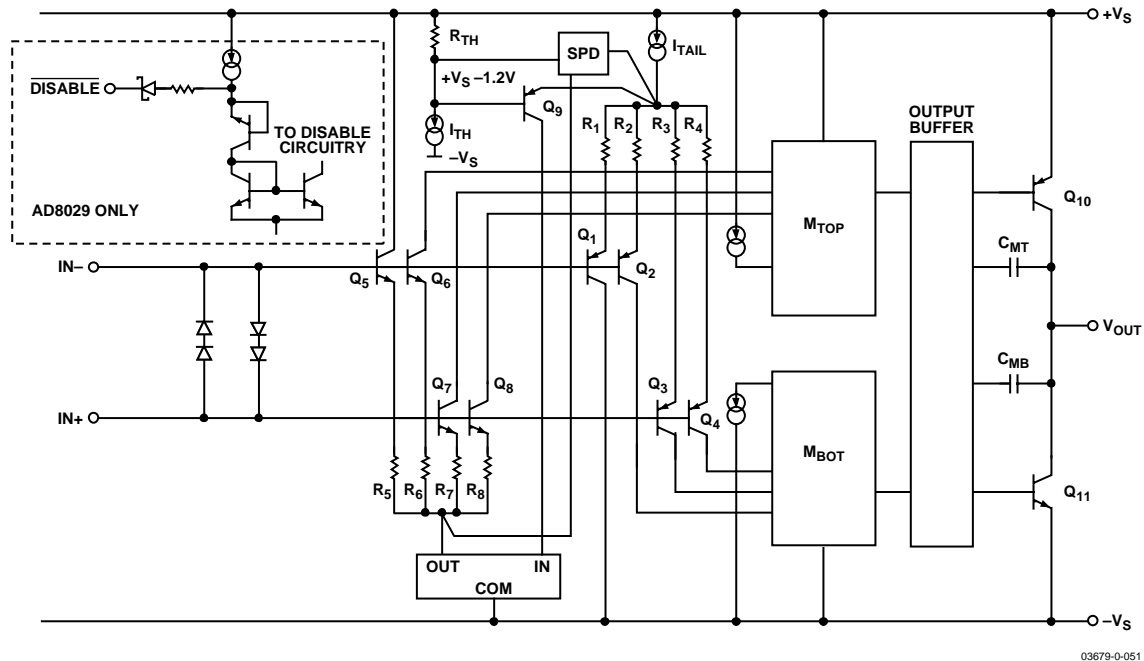 +VS
RTH
SPD
ITAIL
DISABLE
+VS –1.2V
Q9
R1 R2 R3 R4
OUTPUT
BUFFER
TO DISABLE
CIRCUITRY
ITH
–VS
AD8029 ONLY
MTOP
Q10
Q1
Q2
CMT
IN–
Q5
Q6
VOUT
CMB
Q7
Q8
Q3
IN+
Q4
MBOT
R5 R6 R7 R8
Q11
OUT IN
COM
–VS
03679-0-051